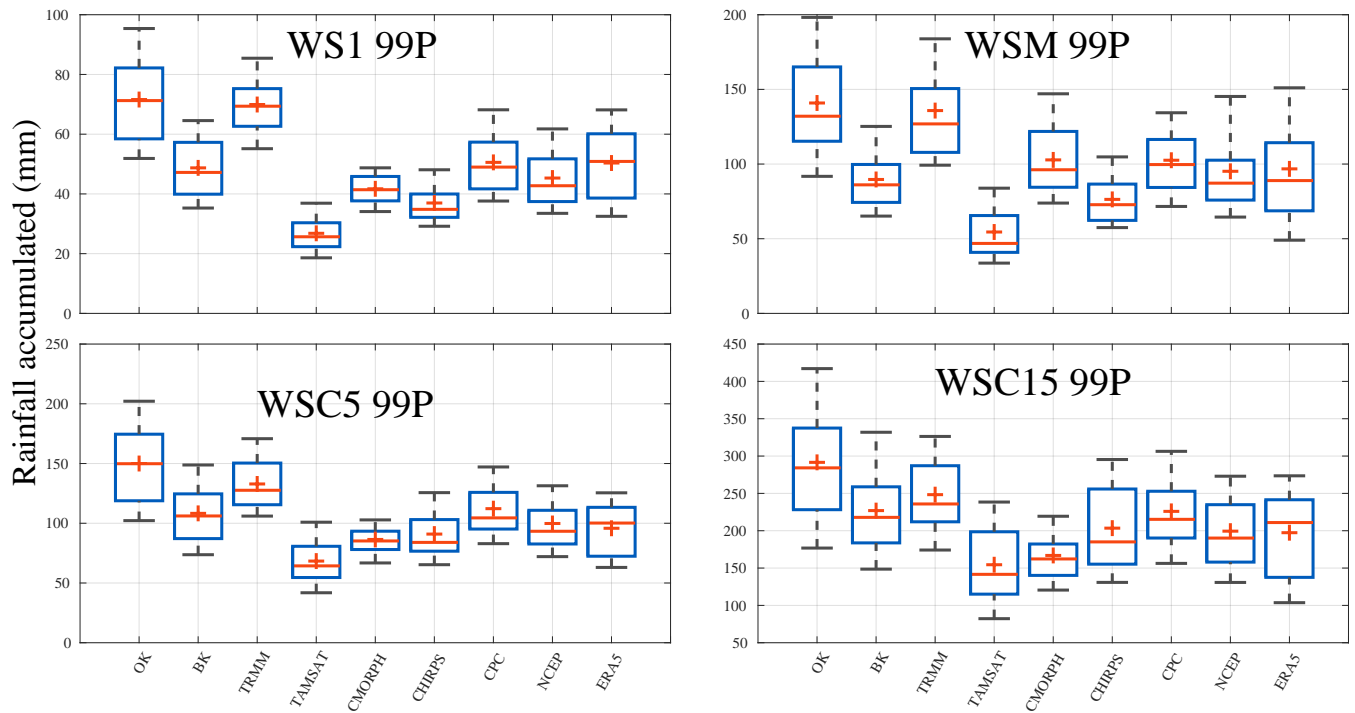 Rainfall accumulated (mm)
WS1 99P
100
80
60
40
20
0
WSM 99P
200
150
100
50
0
WSC5 99P
250
200
150
100
50
0
OK
BK
TRMM
TAMSAT
CMORPH
CHIRPS
CPC
NCEP
ERA5
WSC15 99P
450
400
350
300
250
200
150
100
50
OK
BK
TRMM
TAMSAT
CMORPH
CHIRPS
CPC
NCEP
ERA5